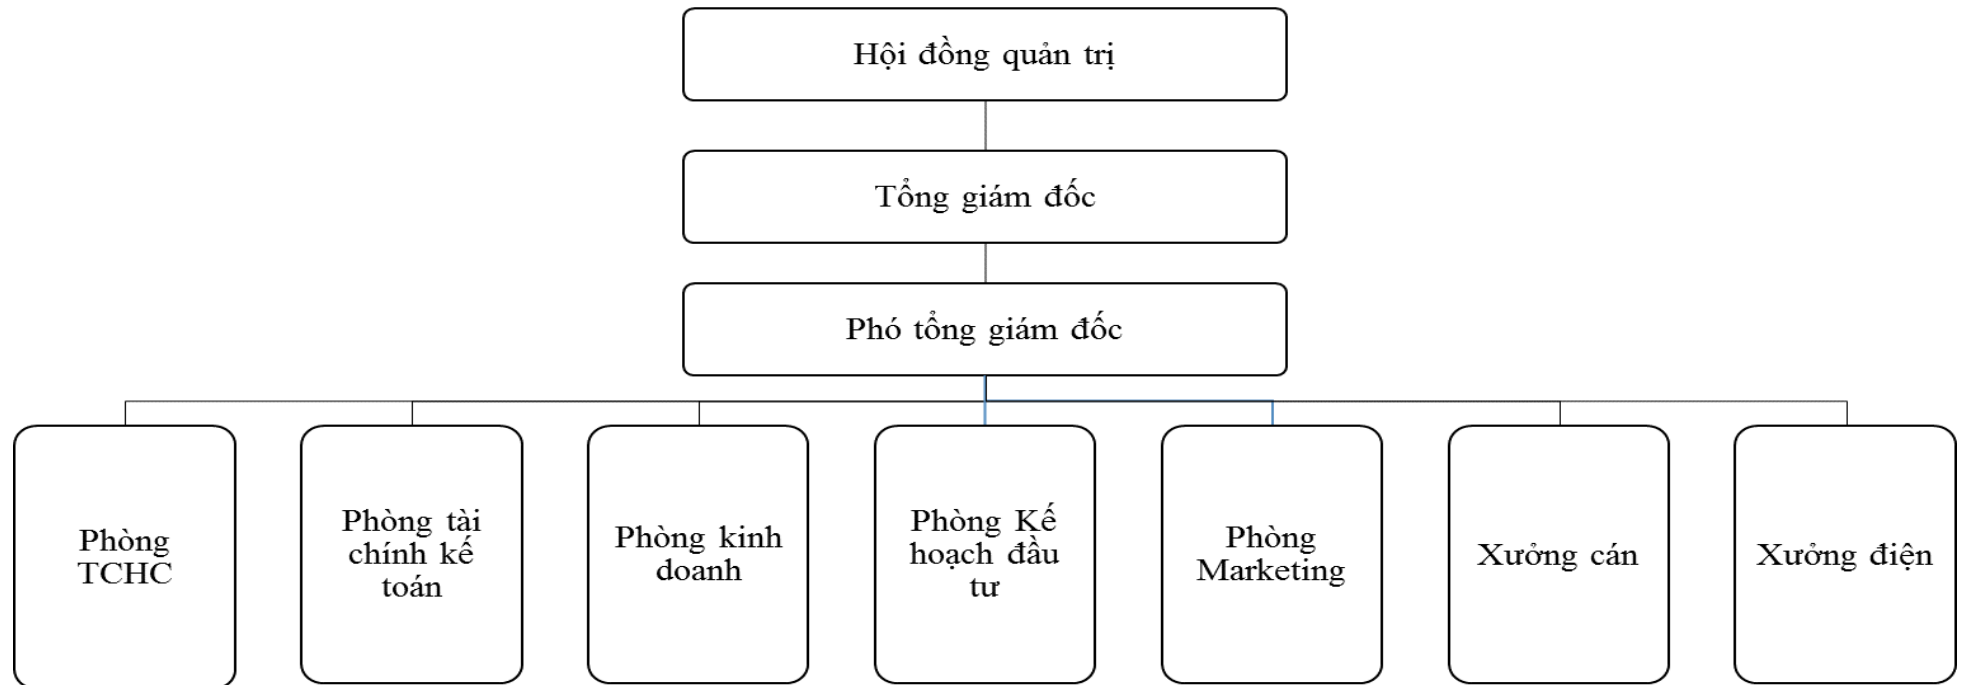 Hội đồng quản trị
Tổng giám đốc
Phó tổng giám đốc
Phòng
TCHC
Phòng tài
chính kế
toán
Phòng kinh
doanh
Phòng Kế
hoạch đầu
tư
Phòng
Marketing
Xưởng cán
Xưởng điện